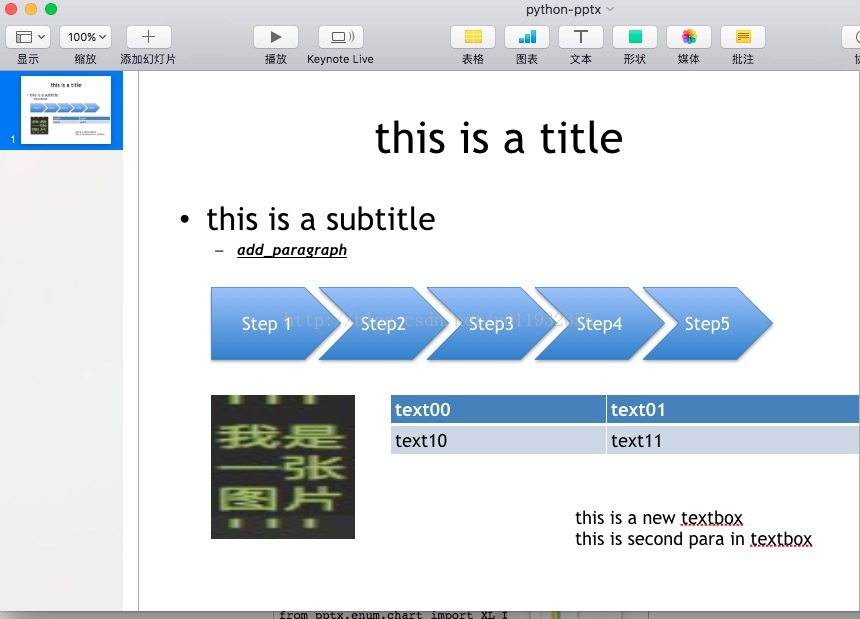 python-pptx
100%
显示
缩放
添加幻灯片
播放
Keynote Live
表格
图表
文本
形状
媒体
批注
this is a title
• this is a subtitle
– add_paragraph
Step 1
Step2
Step3
Step4
Step5
我是
一张
图片
text00 text01
text10 text11
this is a new textbox
this is second para in textbox
1
from pptx.enum.chart import XL_L